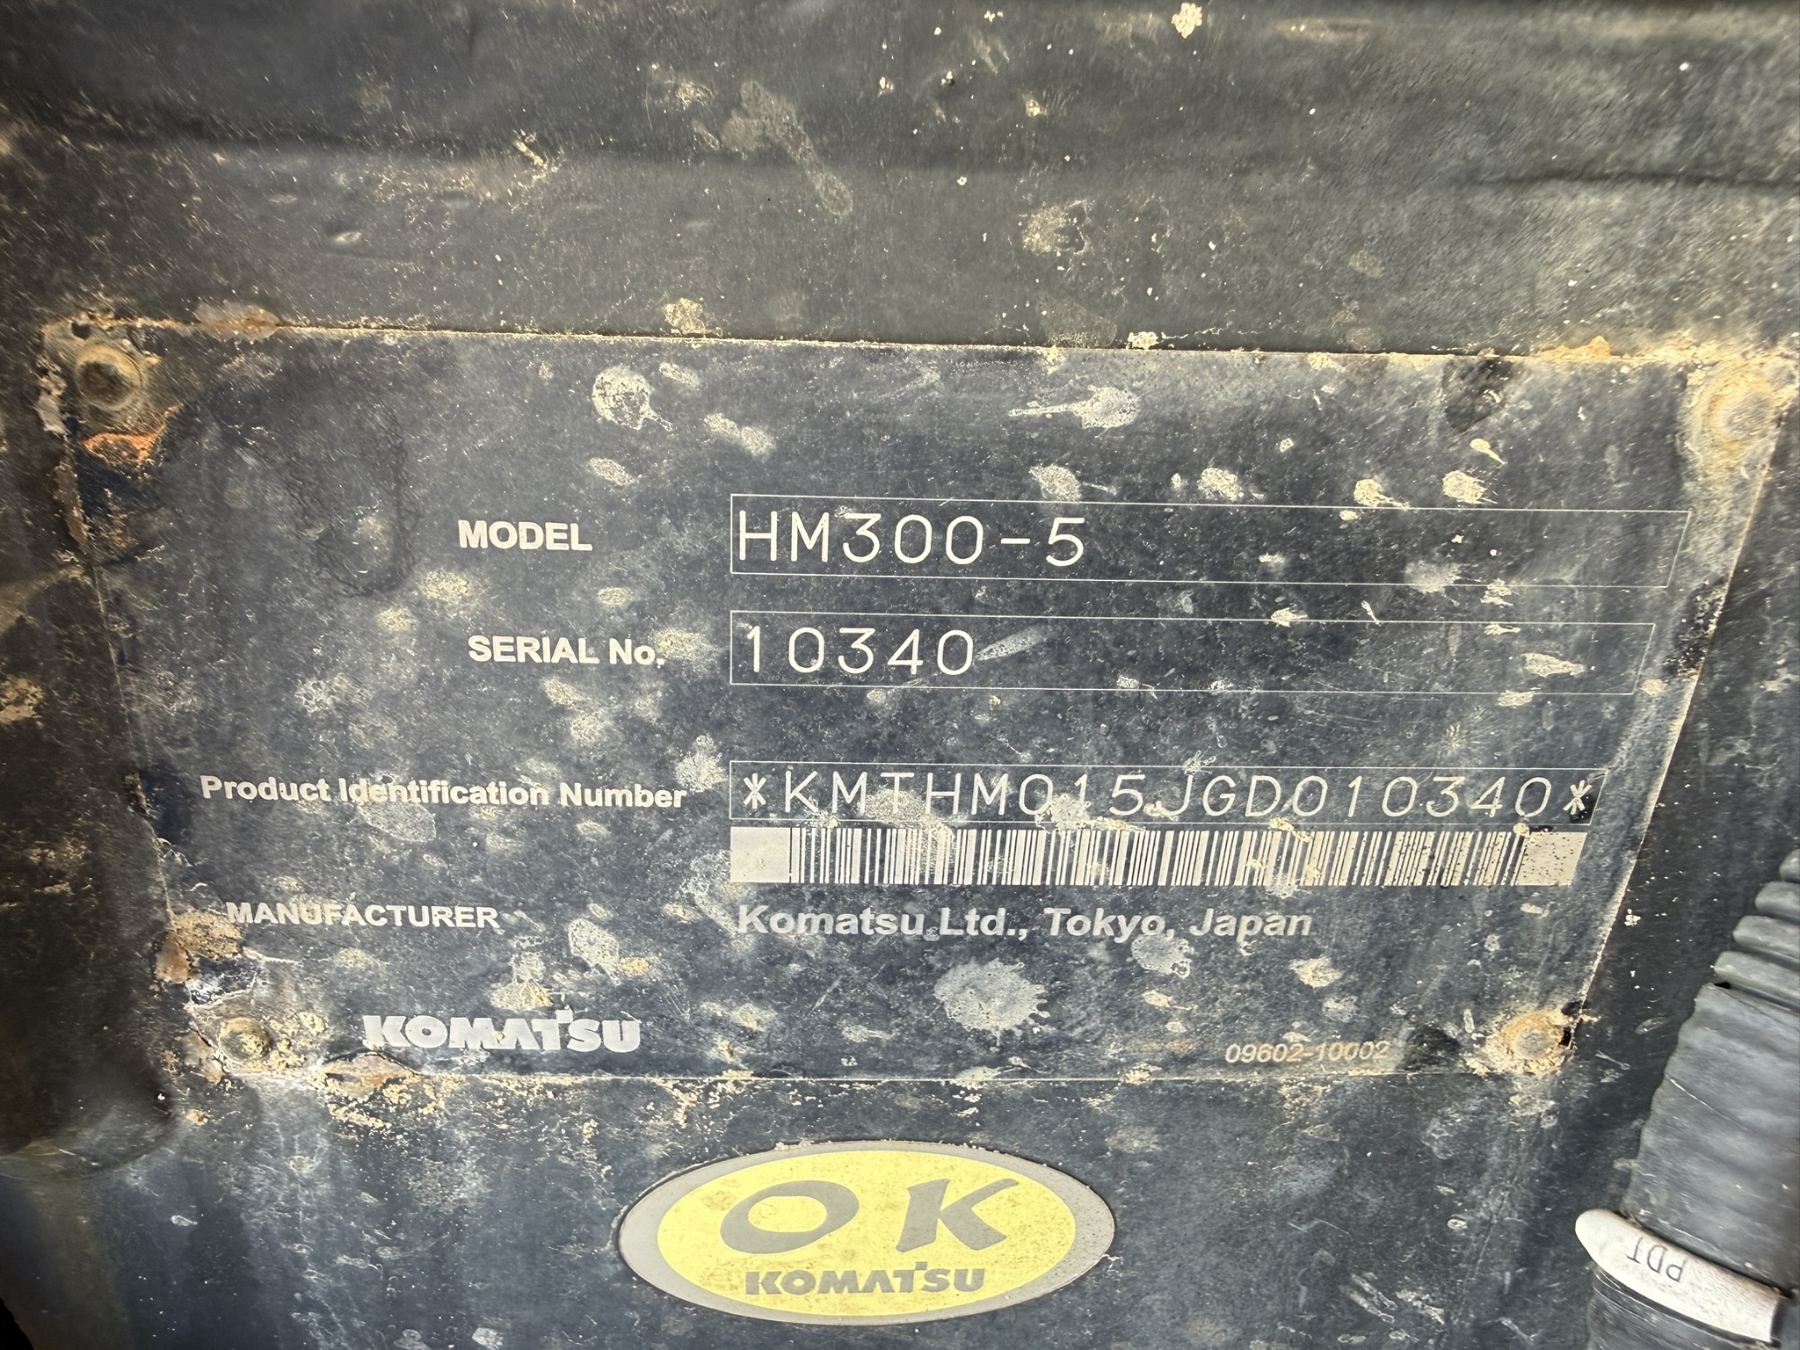 MODEL HM300-5
SERIAL No. 10340
Product Identification Number *KMTHM015JGD010340*
MANUFACTURER Komatsu Ltd., Tokyo, Japan
KOMATSU 09602-10002
OK
KOMATSU
PDT